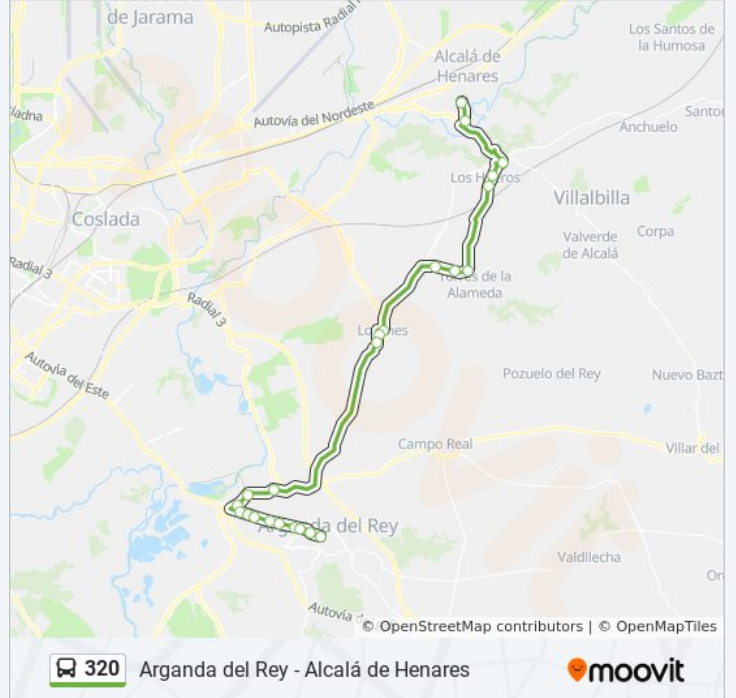 de Jarama
Autopista Radial
Los Santos de
la Humosa
Alcalá de
Henares
Autovía del Nordeste
Anchuelo
Los Hueros
Villalbilla
Coslada
Corpa
Valverde
de Alcalá
Radial 3
Torres de la
Alameda
Radial 3
Loeches
Autovía del Este
Pozuelo del Rey
Nuevo Bazt
Campo Real
Villar del
Arganda del Rey
Valdilecha
Autovía d
© OpenStreetMap contributors | © OpenMapTiles
320 Arganda del Rey - Alcalá de Henares
moovit